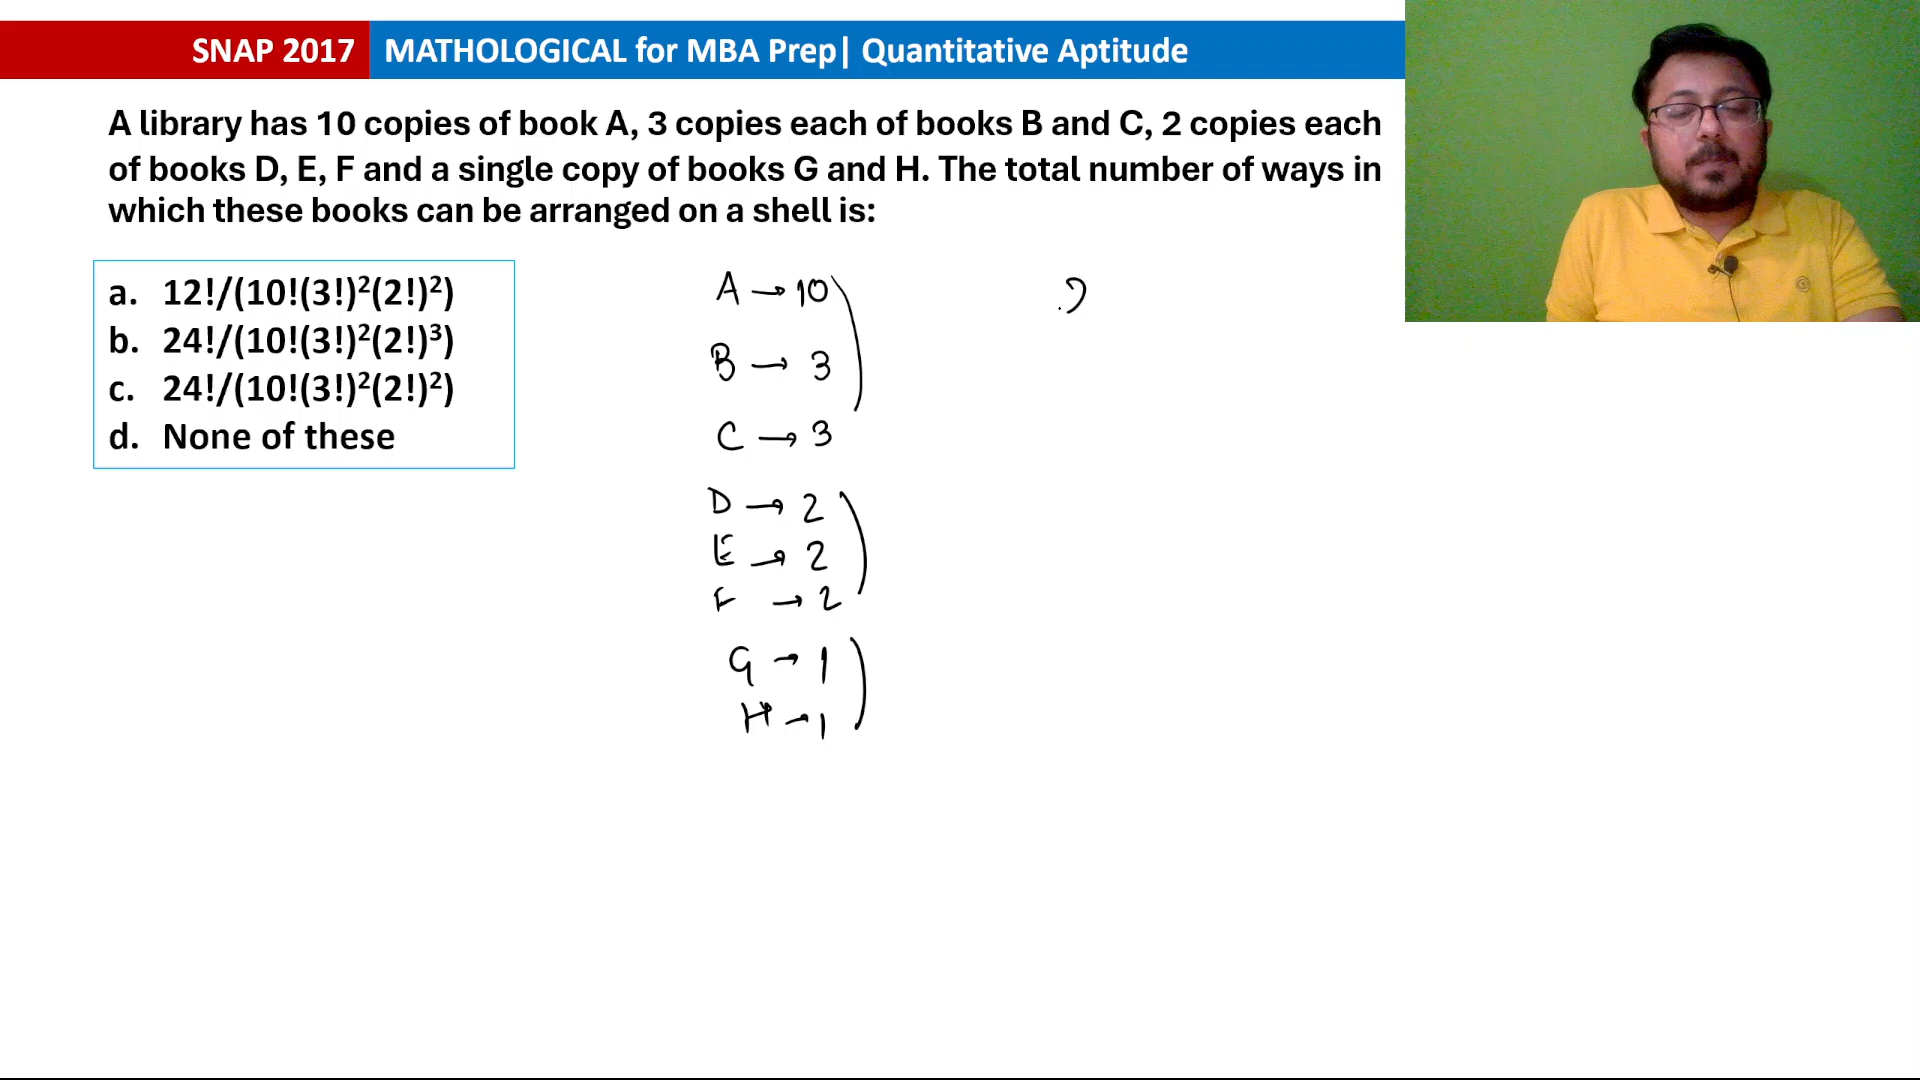 SNAP 2017 MATHOLOGICAL for MBA Prep| Quantitative Aptitude
A library has 10 copies of book A, 3 copies each of books B and C, 2 copies each
of books D, E, F and a single copy of books G and H. The total number of ways in
which these books can be arranged on a shell is:
a. 12!/(10!(3!)²(2!)²)
b. 24!/(10!(3!)²(2!)³)
c. 24!/(10!(3!)²(2!)²)
d. None of these
A → 10
B → 3
C → 3
D → 2
E → 2
F → 2
G → 1
H → 1